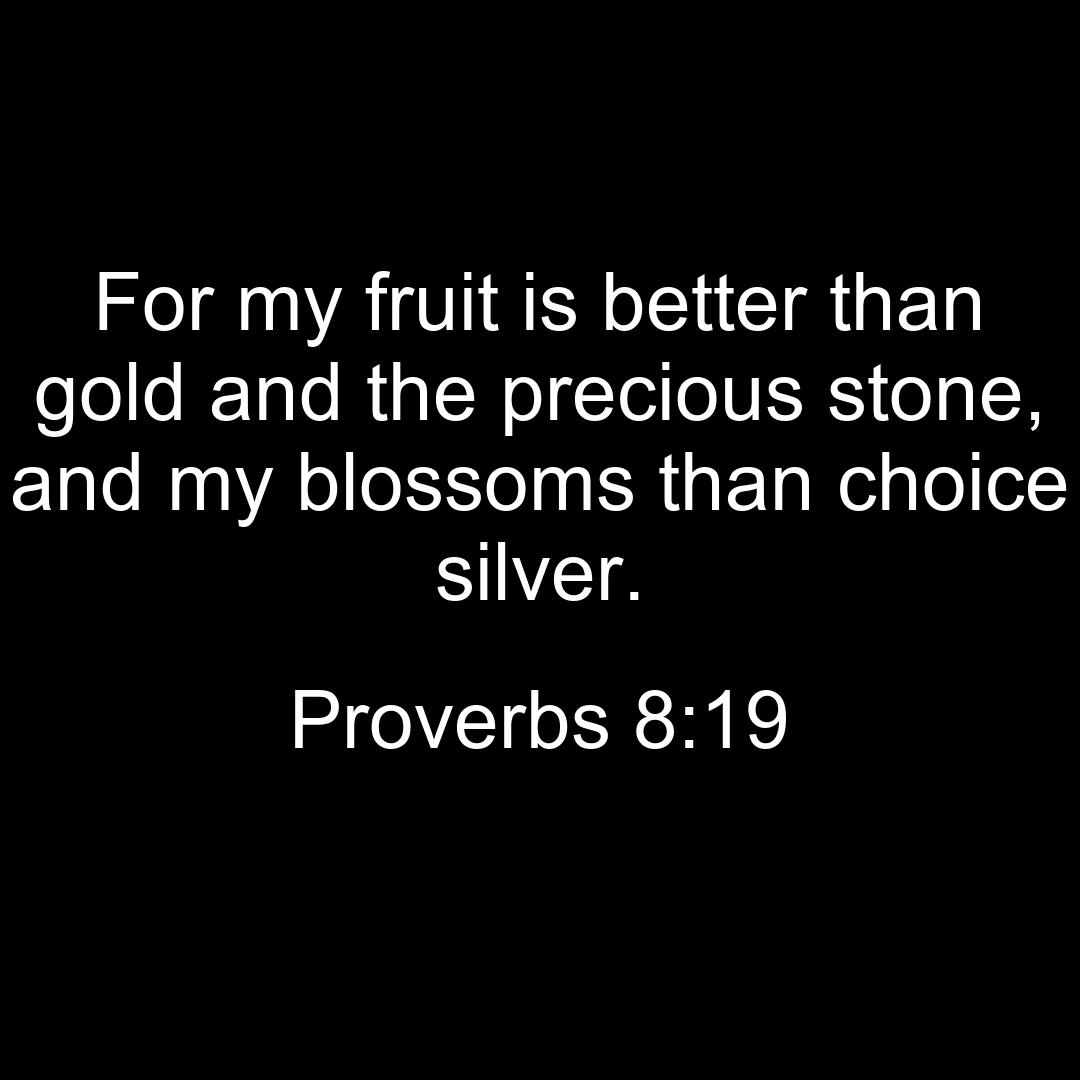 For my fruit is better than
gold and the precious stone,
and my blossoms than choice
silver.
Proverbs 8:19